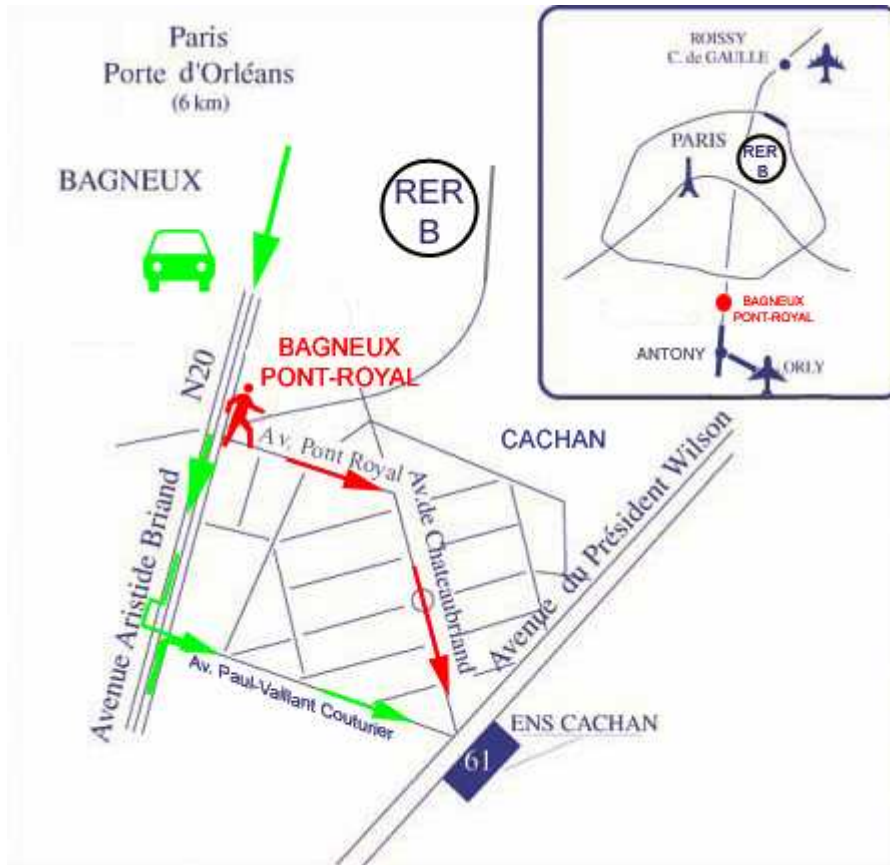 Paris
Porte d'Orléans
(6 km)
BAGNEUX
RER
B
N20
BAGNEUX
PONT-ROYAL
Av. Pont Royal
Av.de Chateaubriand
CACHAN
Avenue du Président Wilson
Avenue Aristide Briand
Av. Paul-Vaillant Couturier
ENS CACHAN
61
ROISSY
C. de GAULLE
PARIS
RER
B
BAGNEUX
PONT-ROYAL
ANTONY
ORLY